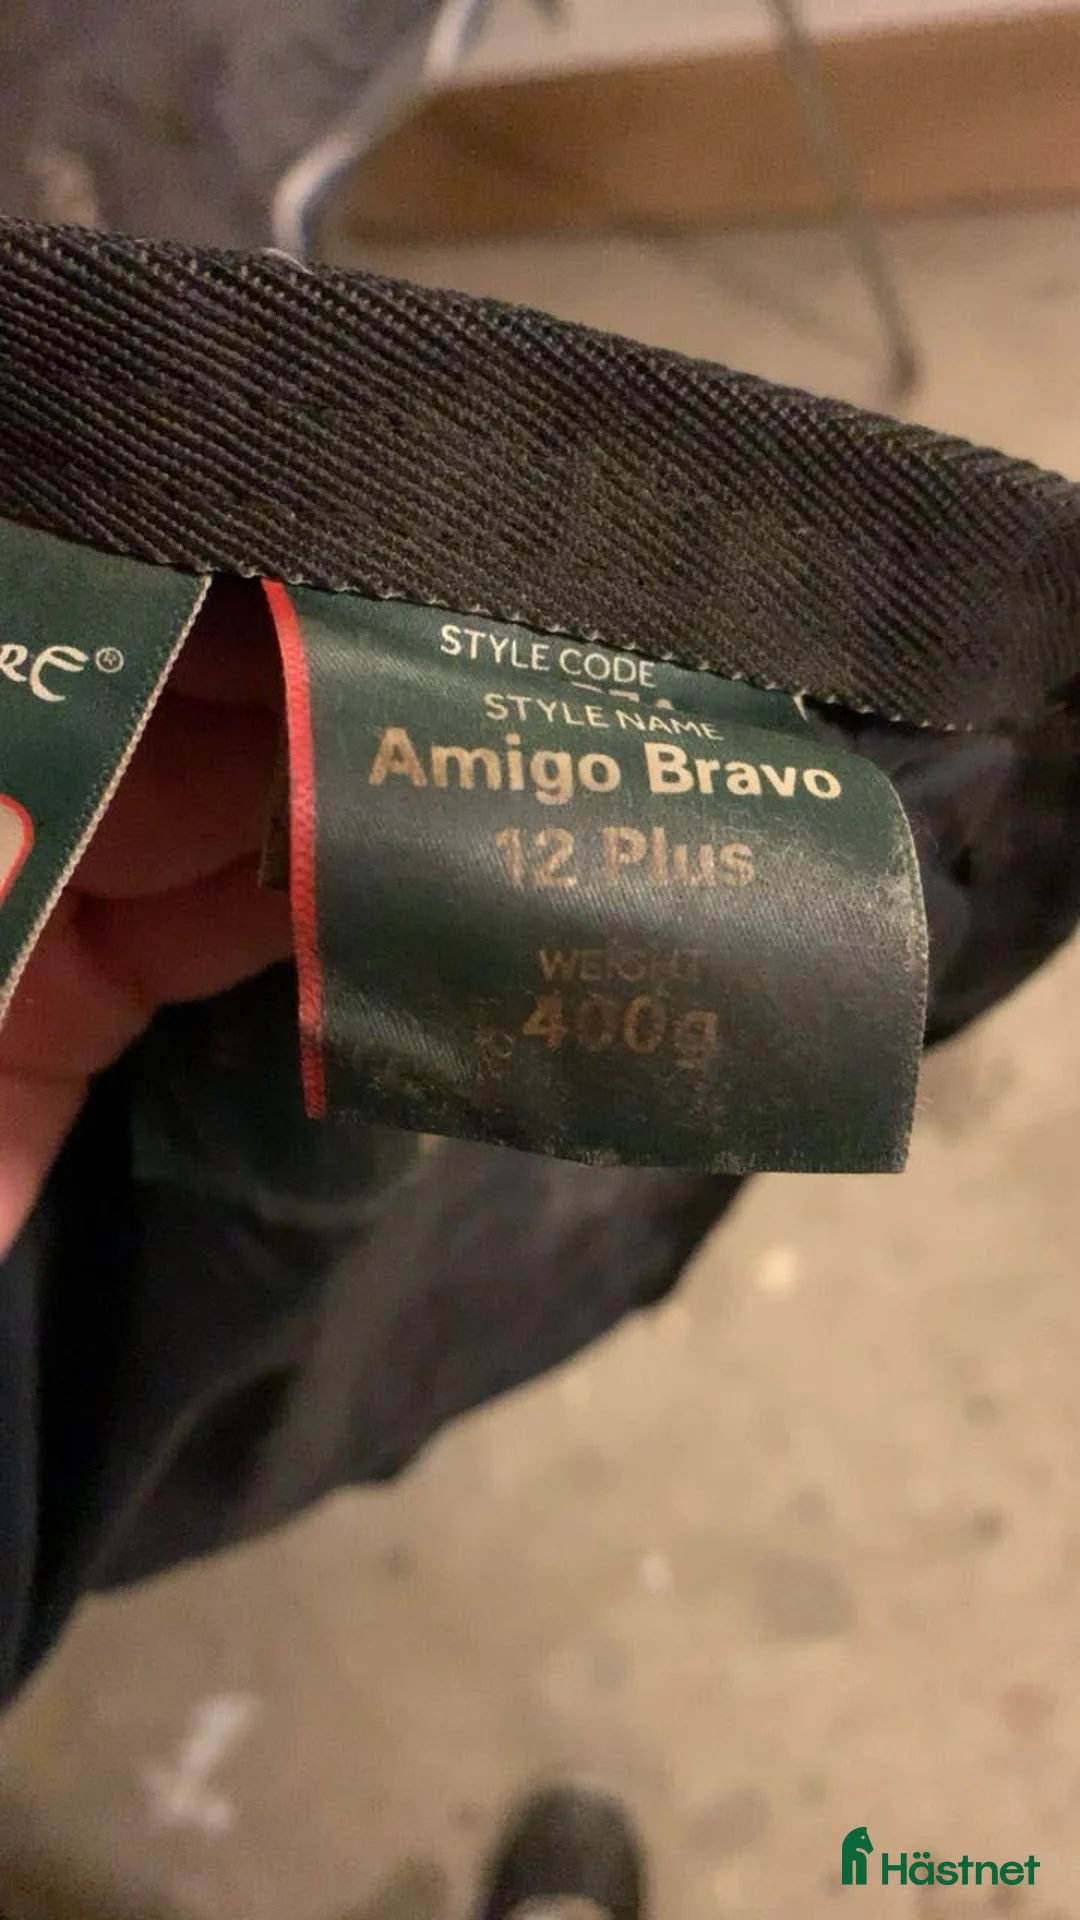 STYLE CODE
STYLE NAME
Amigo Bravo
12 Plus
WEIGHT
400g
Hästnet